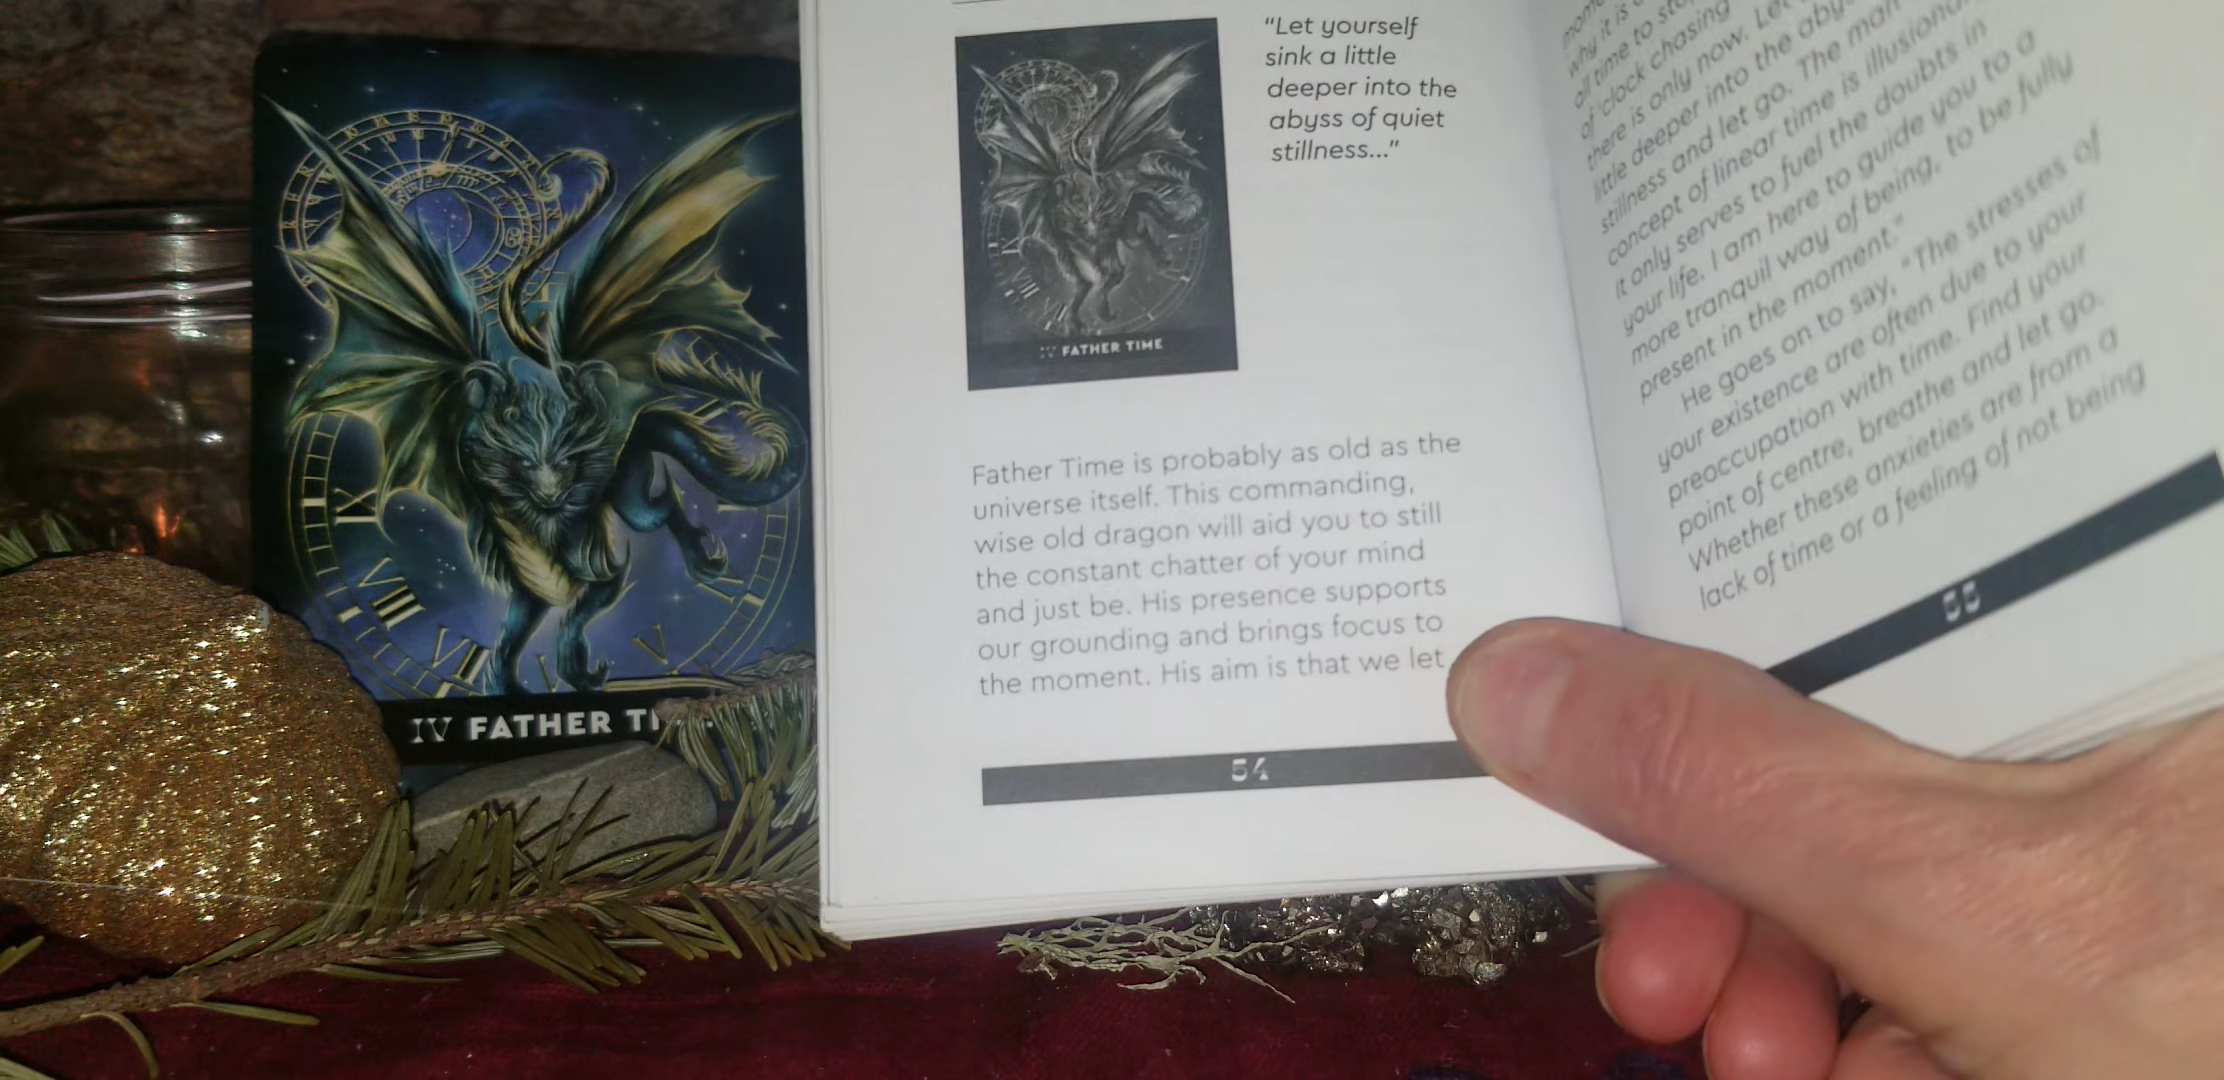 IV FATHER
"Let yourself
sink a little
deeper into the
abyss of quiet
stillness..."
IV FATHER TIME
Father Time is probably as old as the
universe itself. This commanding,
wise old dragon will aid you to still
the constant chatter of your mind
and just be. His presence supports
our grounding and brings focus to
the moment. His aim is that we let
54
why it is
all time to
of 'clock chasing
there is only now. Let
little deeper into the
stillness and let go. The
concept of linear time is
It only serves to fuel the doubts in
your life. I am here to guide you to a
more tranquil way of being, to be fully
present in the moment."
He goes on to say, "The stresses of
your existence are often due to your
preoccupation with time. Find your
point of centre, breathe and let go.
Whether these anxieties are from a
lack of time or a feeling of not being
55
IX
VIII
VII
V